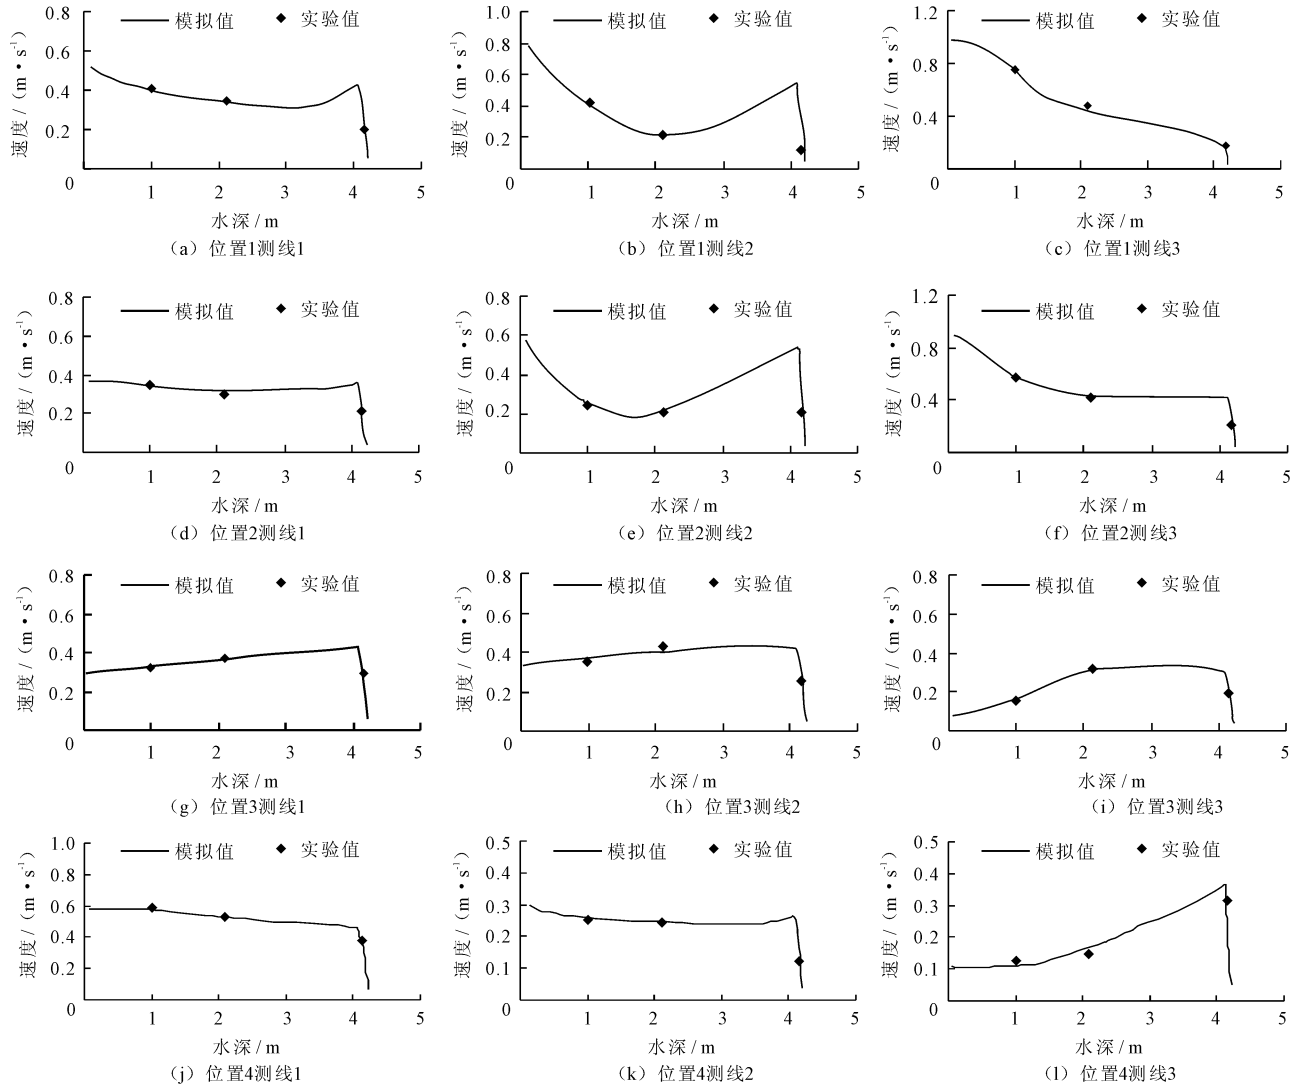 模拟值 实验值
0.8
0.6
0.4
0.2
0
速度 / (m·s⁻¹)
1 2 3 4 5
水深 / m
(a) 位置1测线1
模拟值 实验值
1.0
0.8
0.6
0.4
0.2
0
速度 / (m·s⁻¹)
1 2 3 4 5
水深 / m
(b) 位置1测线2
模拟值 实验值
1.2
0.8
0.4
0
速度 / (m·s⁻¹)
1 2 3 4 5
水深 / m
(c) 位置1测线3
模拟值 实验值
0.8
0.6
0.4
0.2
0
速度 / (m·s⁻¹)
1 2 3 4 5
水深 / m
(d) 位置2测线1
模拟值 实验值
0.8
0.6
0.4
0.2
0
速度 / (m·s⁻¹)
1 2 3 4 5
水深 / m
(e) 位置2测线2
模拟值 实验值
1.2
0.8
0.4
0
速度 / (m·s⁻¹)
1 2 3 4 5
水深 / m
(f) 位置2测线3
模拟值 实验值
0.8
0.6
0.4
0.2
0
速度 / (m·s⁻¹)
1 2 3 4 5
水深 / m
(g) 位置3测线1
模拟值 实验值
0.8
0.6
0.4
0.2
0
速度 / (m·s⁻¹)
1 2 3 4 5
水深 / m
(h) 位置3测线2
模拟值 实验值
0.8
0.6
0.4
0.2
0
速度 / (m·s⁻¹)
1 2 3 4 5
水深 / m
(i) 位置3测线3
模拟值 实验值
1.0
0.8
0.6
0.4
0.2
0
速度 / (m·s⁻¹)
1 2 3 4 5
水深 / m
(j) 位置4测线1
模拟值 实验值
0.5
0.4
0.3
0.2
0.1
0
速度 / (m·s⁻¹)
1 2 3 4 5
水深 / m
(k) 位置4测线2
模拟值 实验值
0.5
0.4
0.3
0.2
0.1
0
速度 / (m·s⁻¹)
1 2 3 4 5
水深 / m
(l) 位置4测线3